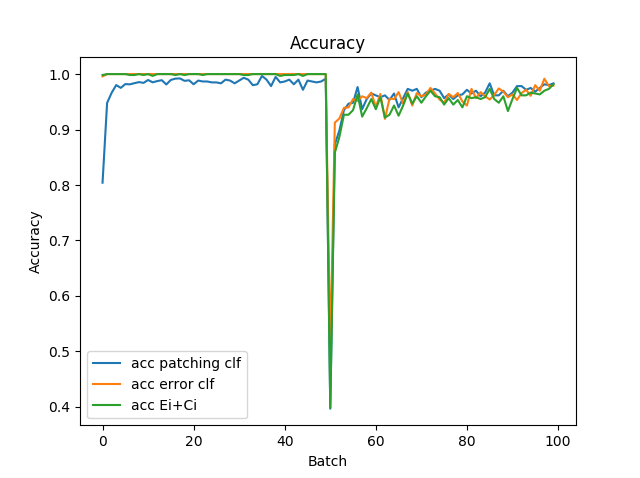 Accuracy
Accuracy
1.0
0.9
0.8
0.7
0.6
0.5
0.4
acc patching clf
acc error clf
acc Ei+Ci
0 20 40 60 80 100
Batch